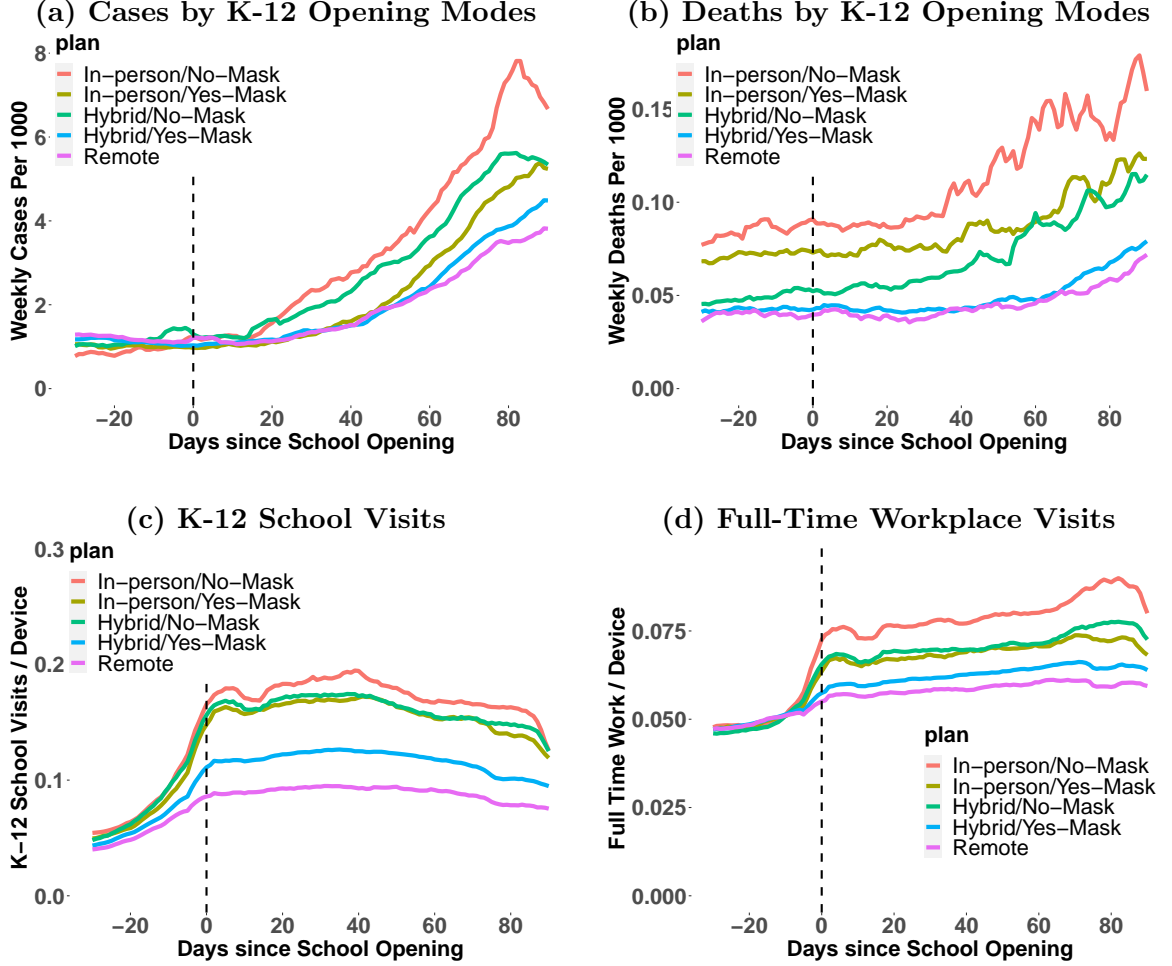 (a) Cases by K-12 Opening Modes
plan
In-person/No-Mask
In-person/Yes-Mask
Hybrid/No-Mask
Hybrid/Yes-Mask
Remote
Weekly Cases Per 1000
8
6
4
2
0
−20
0
20
40
60
80
Days since School Opening
(b) Deaths by K-12 Opening Modes
plan
In-person/No-Mask
In-person/Yes-Mask
Hybrid/No-Mask
Hybrid/Yes-Mask
Remote
Weekly Deaths Per 1000
0.15
0.10
0.05
0.00
−20
0
20
40
60
80
Days since School Opening
(c) K-12 School Visits
plan
In-person/No-Mask
In-person/Yes-Mask
Hybrid/No-Mask
Hybrid/Yes-Mask
Remote
K-12 School Visits / Device
0.3
0.2
0.1
0.0
−20
0
20
40
60
80
Days since School Opening
(d) Full-Time Workplace Visits
plan
In-person/No-Mask
In-person/Yes-Mask
Hybrid/No-Mask
Hybrid/Yes-Mask
Remote
Full Time Work / Device
0.075
0.050
0.025
0.000
−20
0
20
40
60
80
Days since School Opening